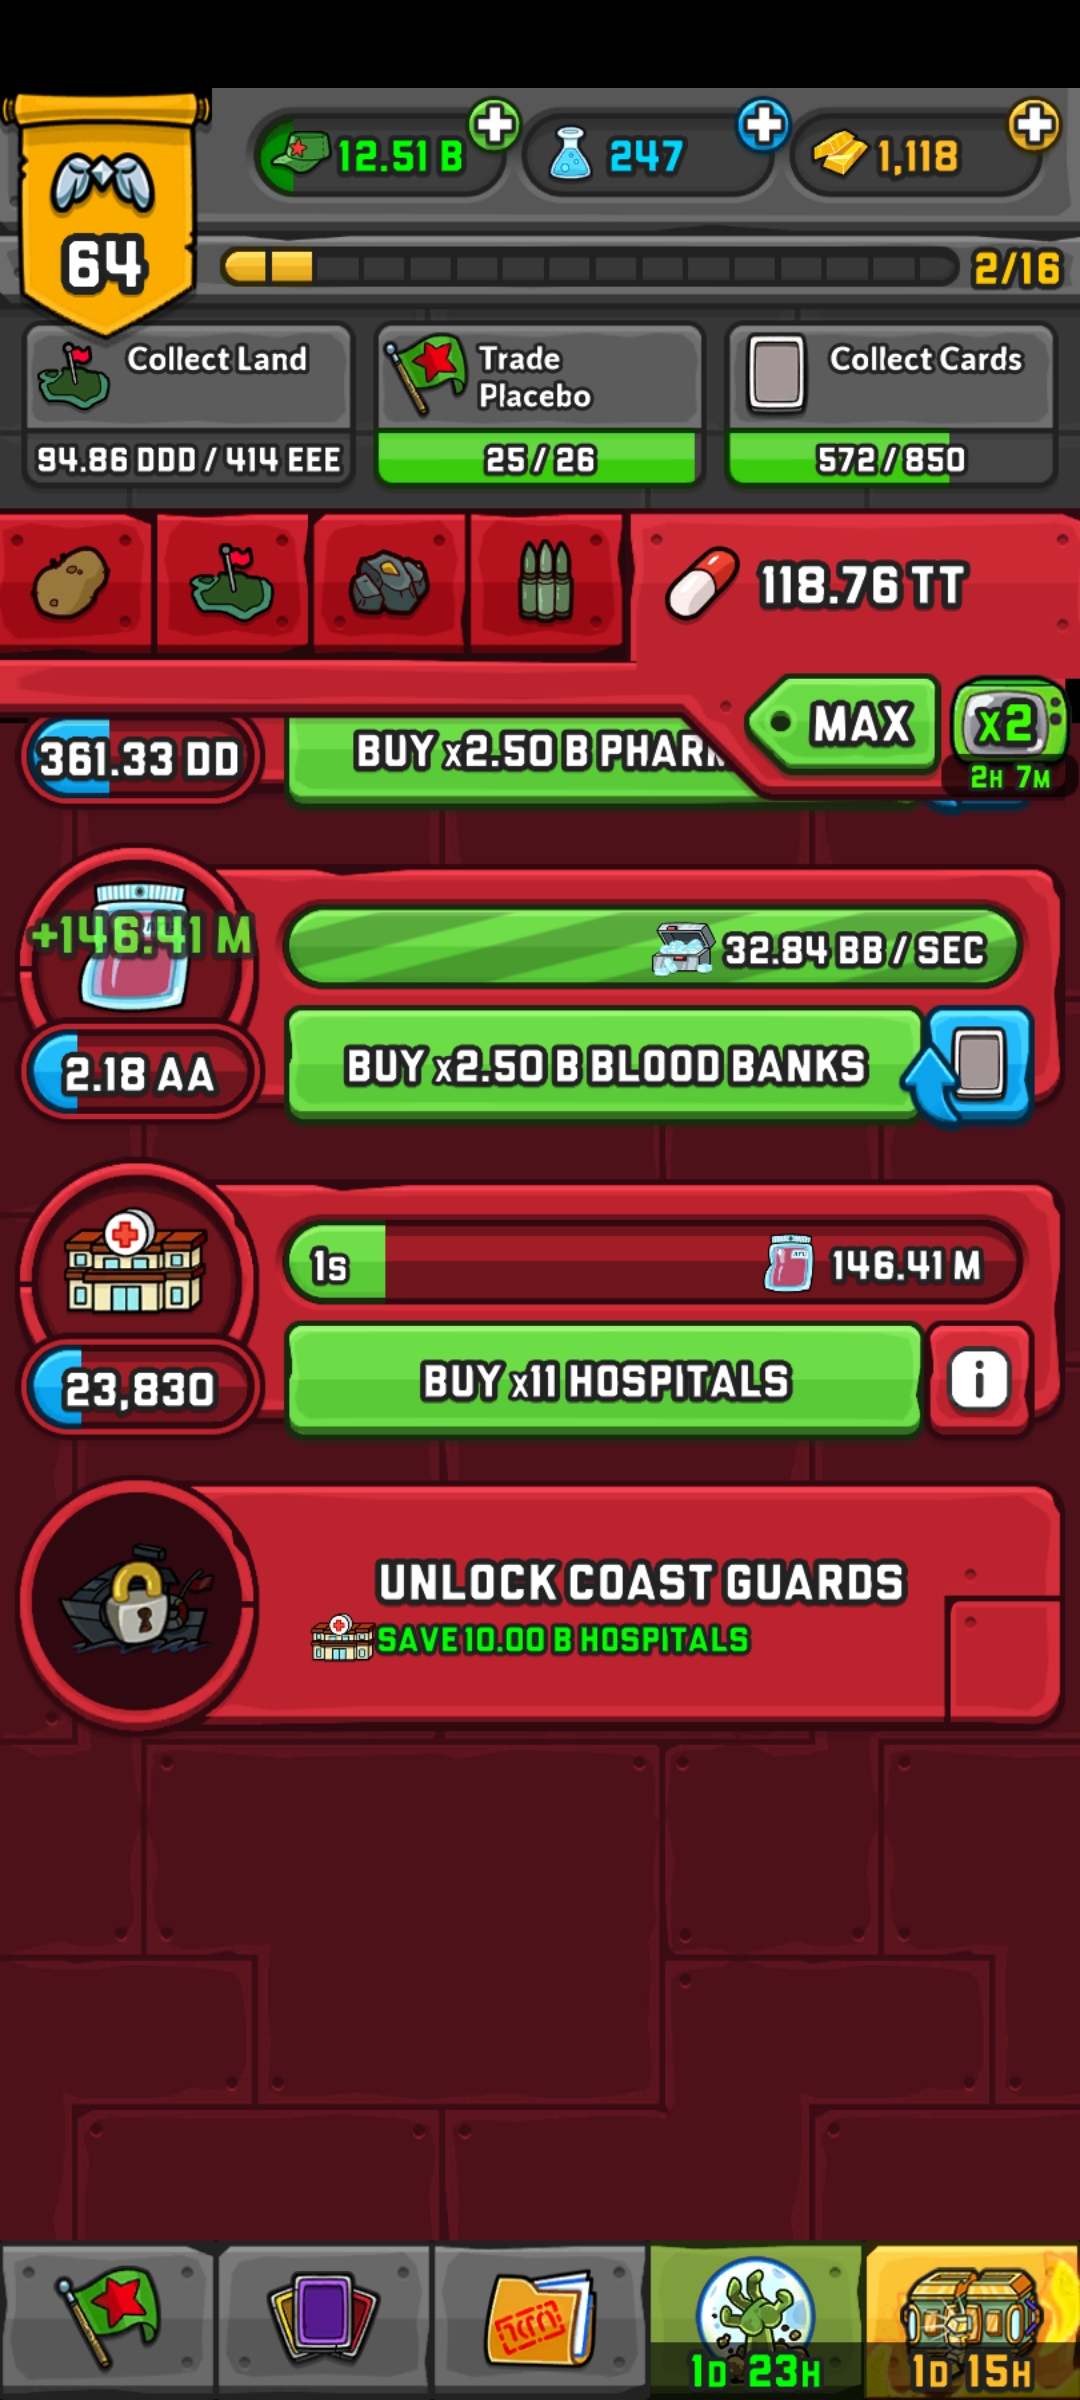 64
12.51 B
247
1,118
2/16
Collect Land
94.86 DDD / 414 EEE
Trade
Placebo
25/26
Collect Cards
572/850
118.76 TT
MAX
x2
2H 7M
361.33 DD
BUY x2.50 B
+146.41 M
32.84 BB / SEC
2.18 AA
BUY x2.50 B BLOOD BANKS
1s
146.41 M
23,830
BUY x11 HOSPITALS
i
UNLOCK COAST GUARDS
SAVE 10.00 B HOSPITALS
1D 23H
1D 15H